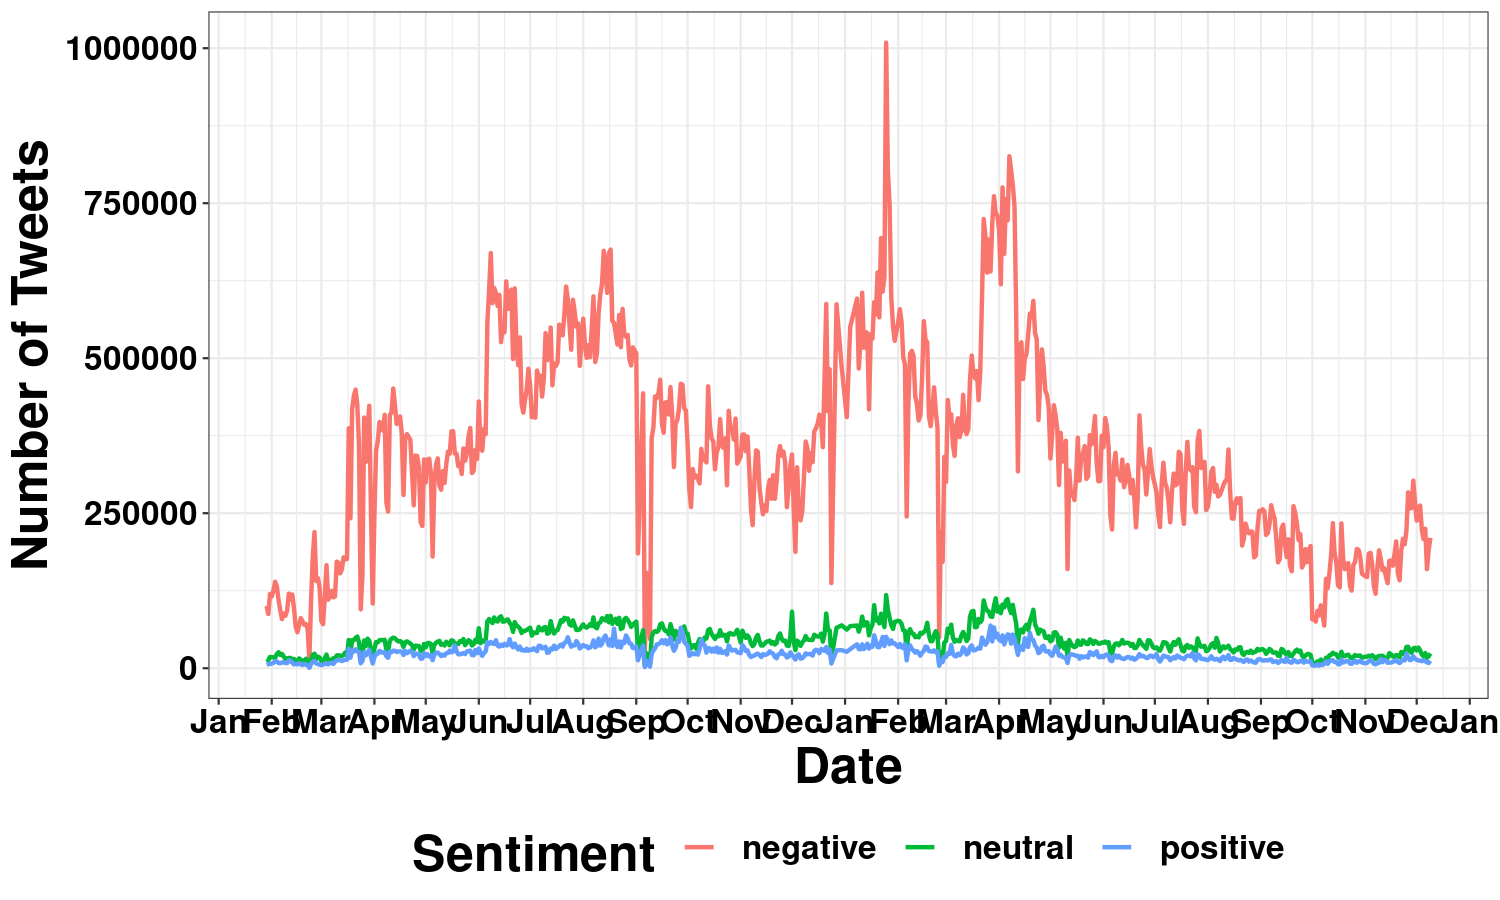 Number of Tweets
1000000
750000
500000
250000
0
Jan Feb Mar Apr May Jun Jul Aug Sep Oct Nov Dec Jan Feb Mar Apr May Jun Jul Aug Sep Oct Nov Dec Jan
Date
Sentiment negative neutral positive